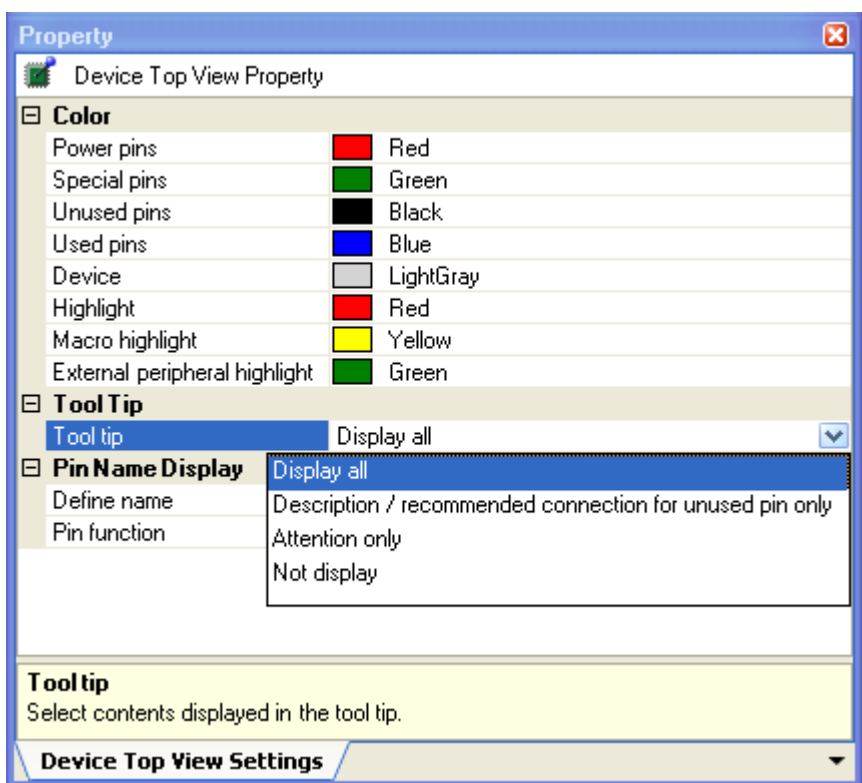 Property
Device Top View Property
Color
Power pins Red
Special pins Green
Unused pins Black
Used pins Blue
Device LightGray
Highlight Red
Macro highlight Yellow
External peripheral highlight Green
Tool Tip
Tool tip Display all
Pin Name Display Display all
Define name Description / recommended connection for unused pin only
Pin function Attention only
Not display
Tool tip
Select contents displayed in the tool tip.
Device Top View Settings